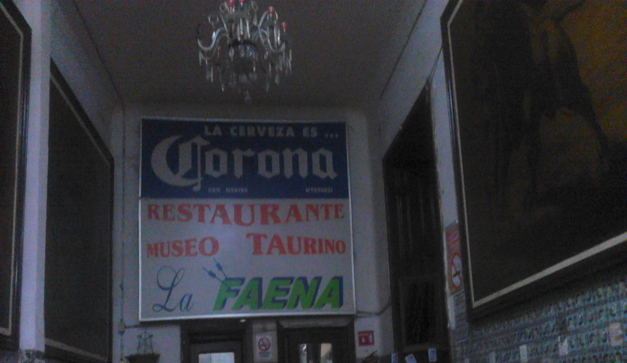 LA CERVEZA ES...
Corona
RESTAURANTE
MUSEO TAURINO
La FAENA